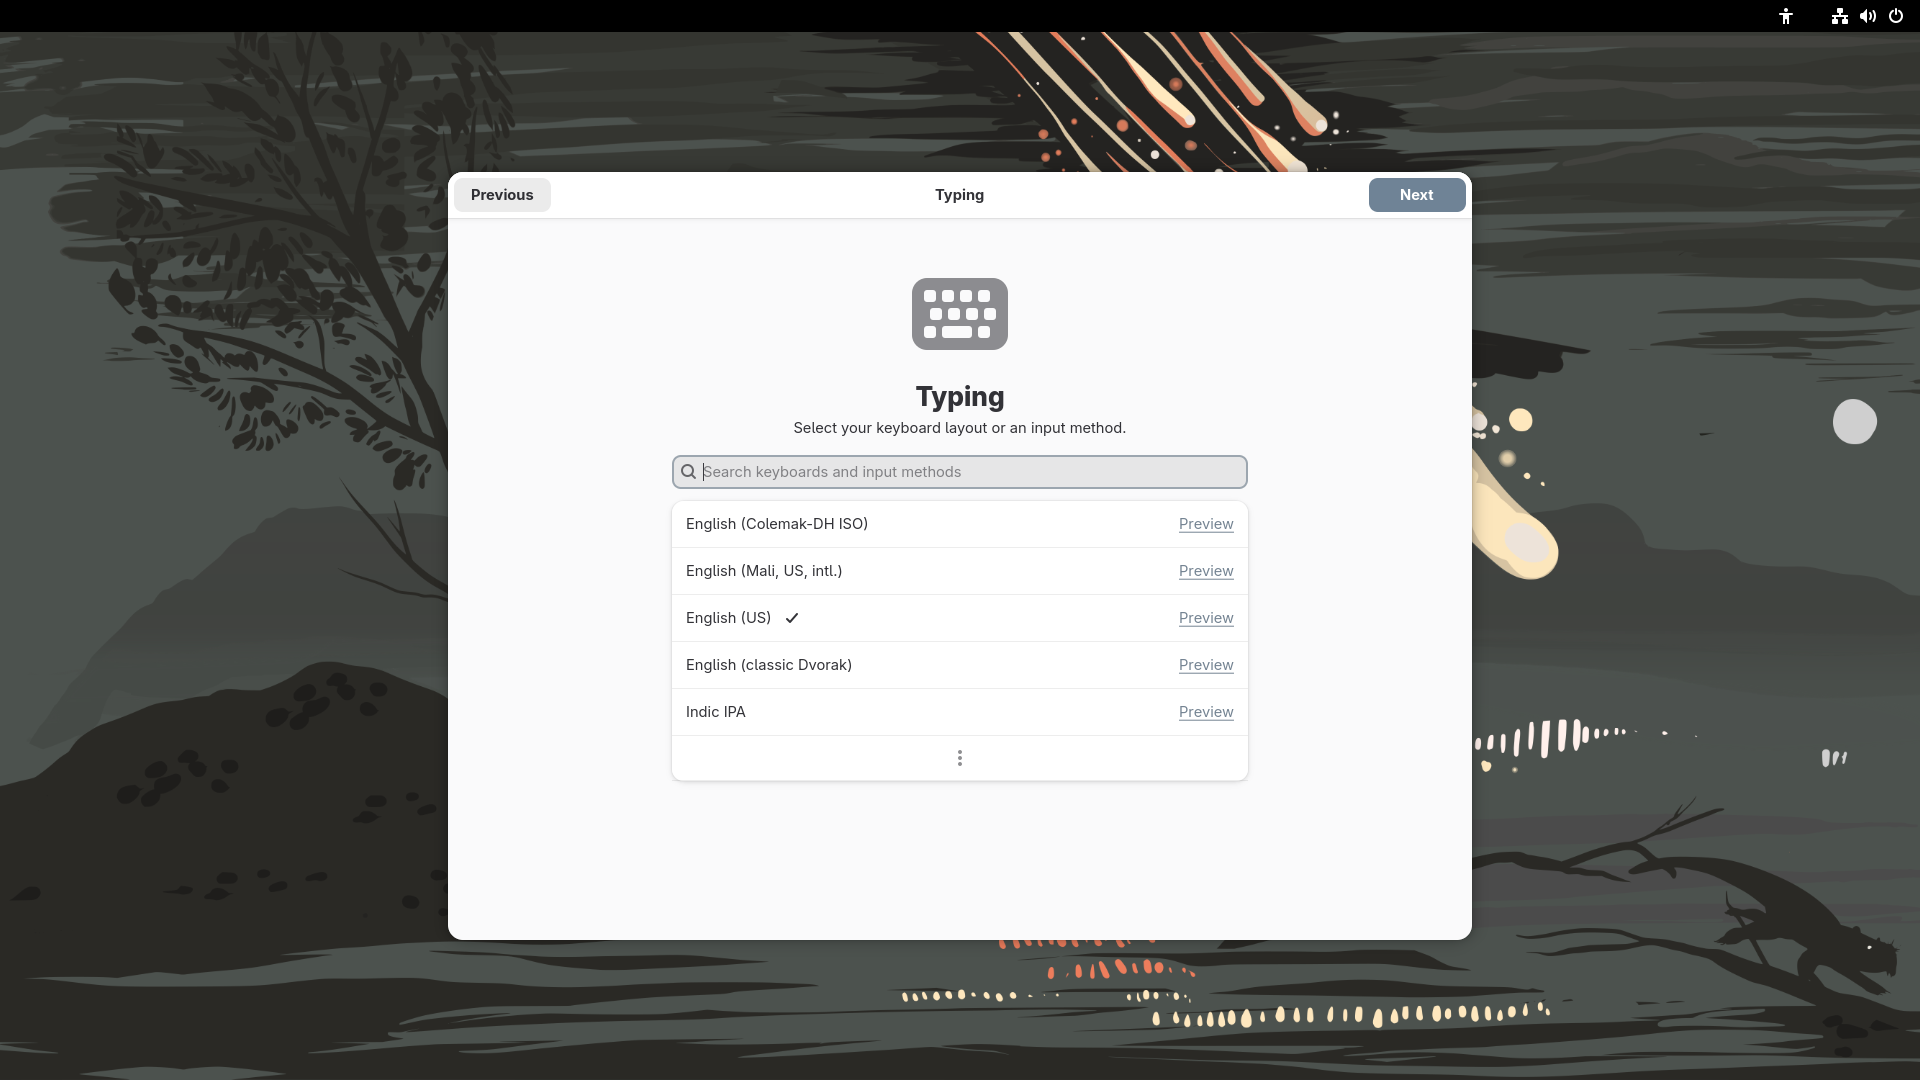 Previous
Typing
Next
Typing
Select your keyboard layout or an input method.
Search keyboards and input methods
English (Colemak-DH ISO)
Preview
English (Mali, US, intl.)
Preview
English (US)
Preview
English (classic Dvorak)
Preview
Indic IPA
Preview